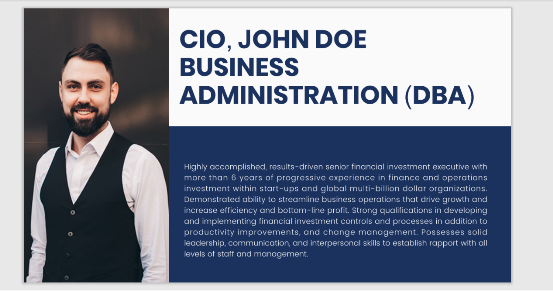 CIO, JOHN DOE
BUSINESS
ADMINISTRATION (DBA)
Highly accomplished, results-driven senior financial investment executive with
more than 6 years of progressive experience in finance and operations
investment within start-ups and global multi-billion dollar organizations.
Demonstrated ability to streamline business operations that drive growth and
increase efficiency and bottom-line profit. Strong qualifications in developing
and implementing financial investment controls and processes in addition to
productivity improvements, and change management. Possesses solid
leadership, communication, and interpersonal skills to establish rapport with all
levels of staff and management.